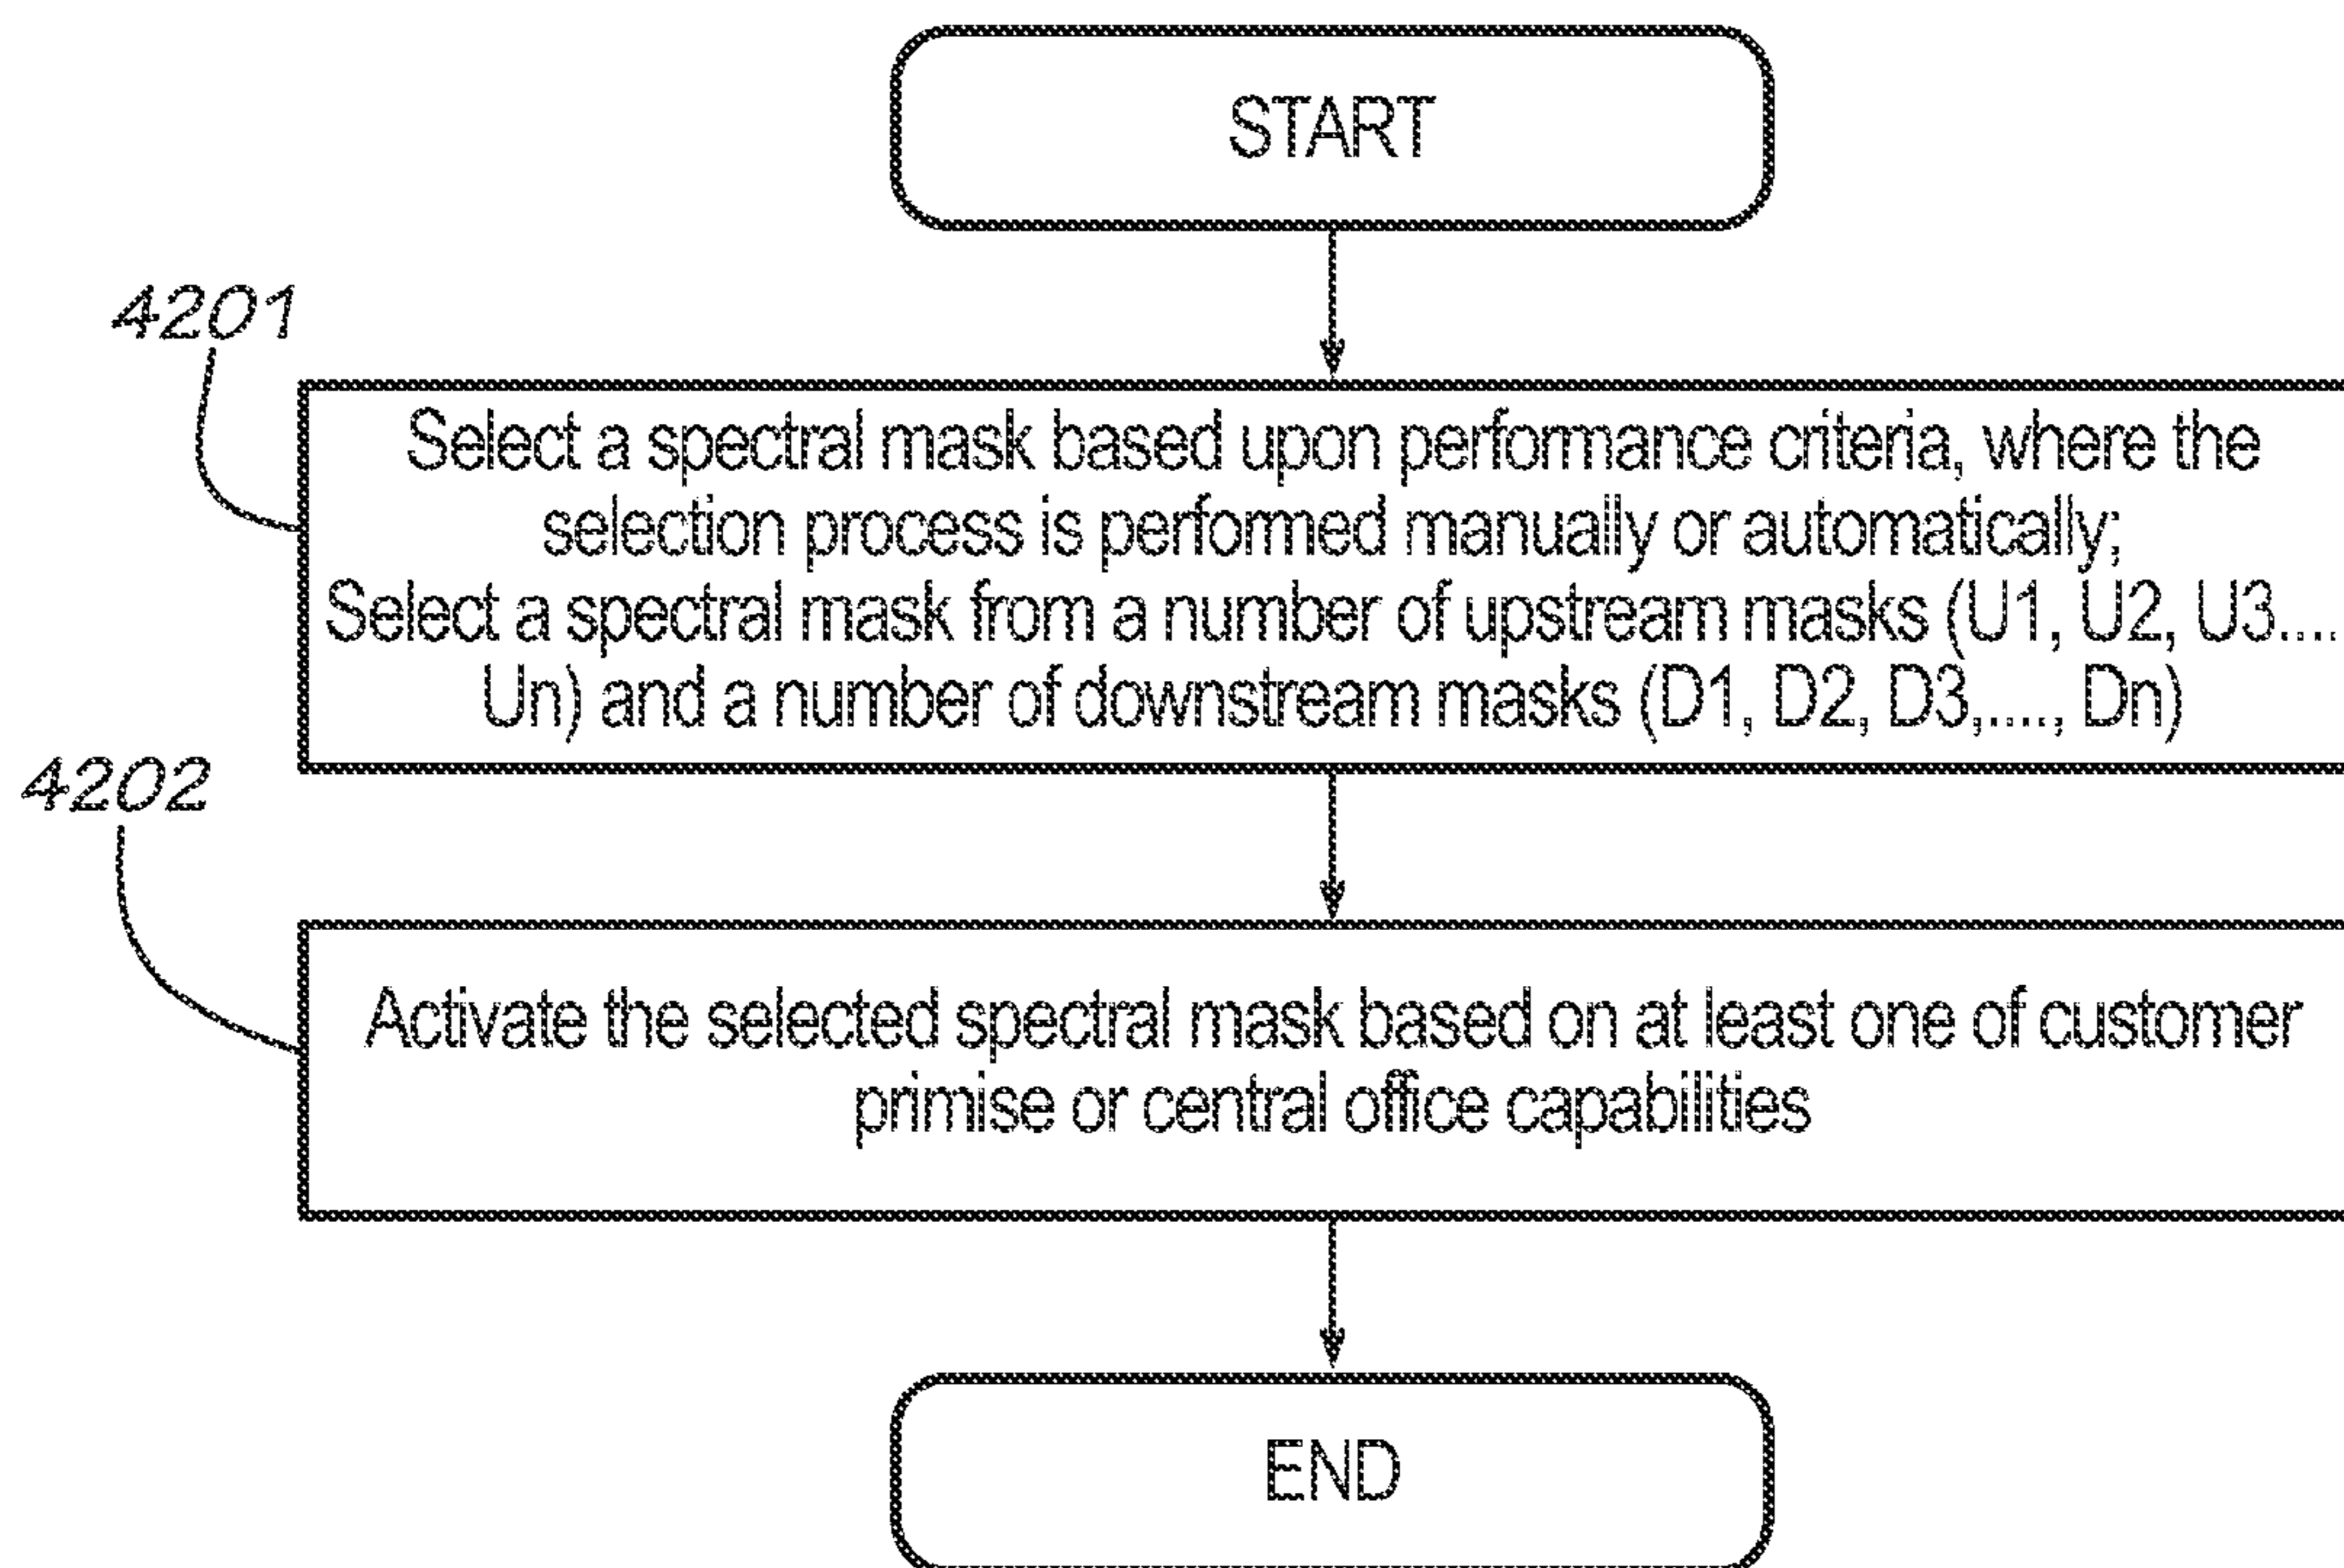 START
4201
Select a spectral mask based upon performance criteria, where the
selection process is performed manually or automatically;
Select a spectral mask from a number of upstream masks (U1, U2, U3....
Un) and a number of downstream masks (D1, D2, D3,...., Dn)
4202
Activate the selected spectral mask based on at least one of customer
primise or central office capabilities
END